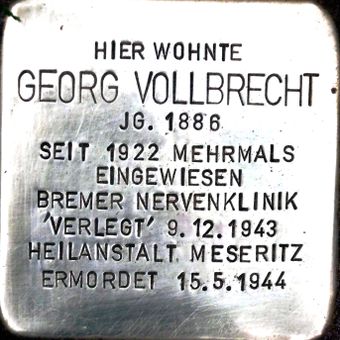 HIER WOHNTE
GEORG VOLLBRECHT
JG. 1886
SEIT 1922 MEHRMALS
EINGEWIESEN
BREMER NERVENKLINIK
'VERLEGT' 9.12.1943
HEILANSTALT MESERITZ
ERMORDET 15.5.1944